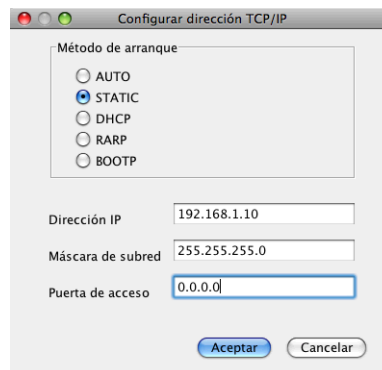 Configurar dirección TCP/IP
Método de arranque
AUTO
STATIC
DHCP
RARP
BOOTP
Dirección IP 192.168.1.10
Máscara de subred 255.255.255.0
Puerta de acceso 0.0.0.0
Aceptar Cancelar